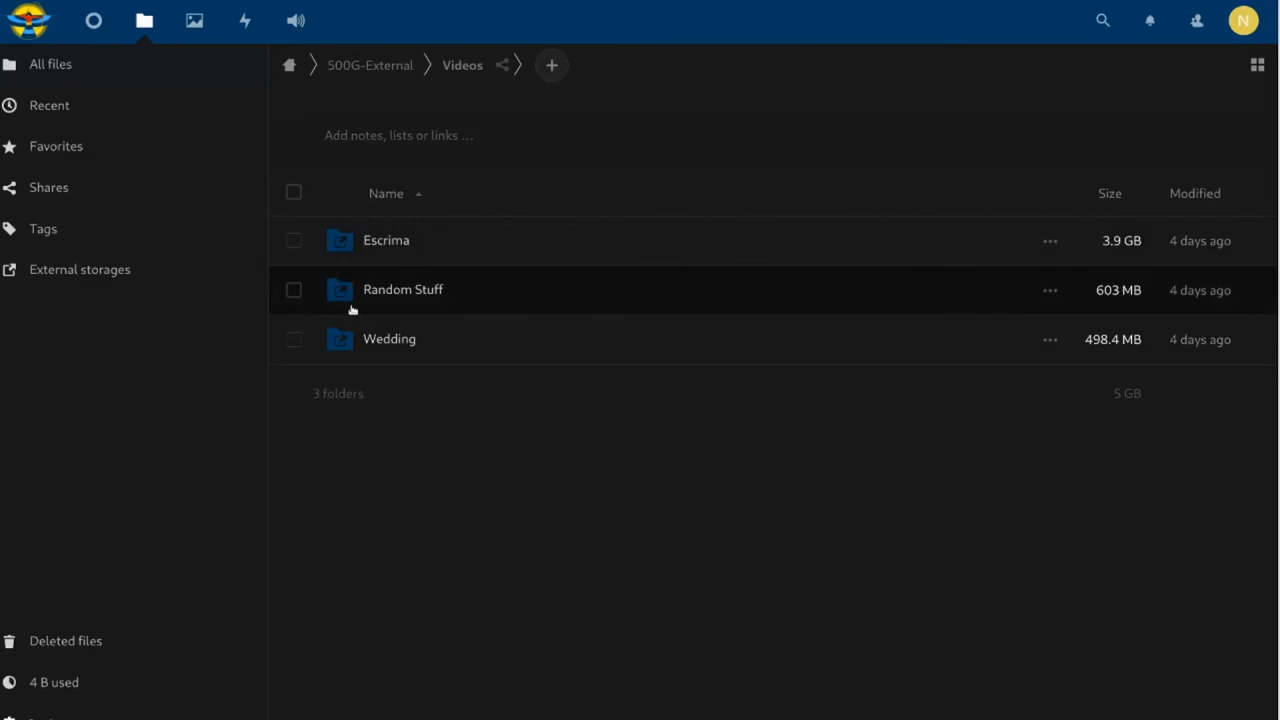 N
All files
500G-External Videos
Recent
Add notes, lists or links ...
Favorites
Shares
Name Size Modified
Tags
Escrima ... 3.9 GB 4 days ago
External storages
Random Stuff ... 603 MB 4 days ago
Wedding ... 498.4 MB 4 days ago
3 folders 5 GB
Deleted files
4 B used